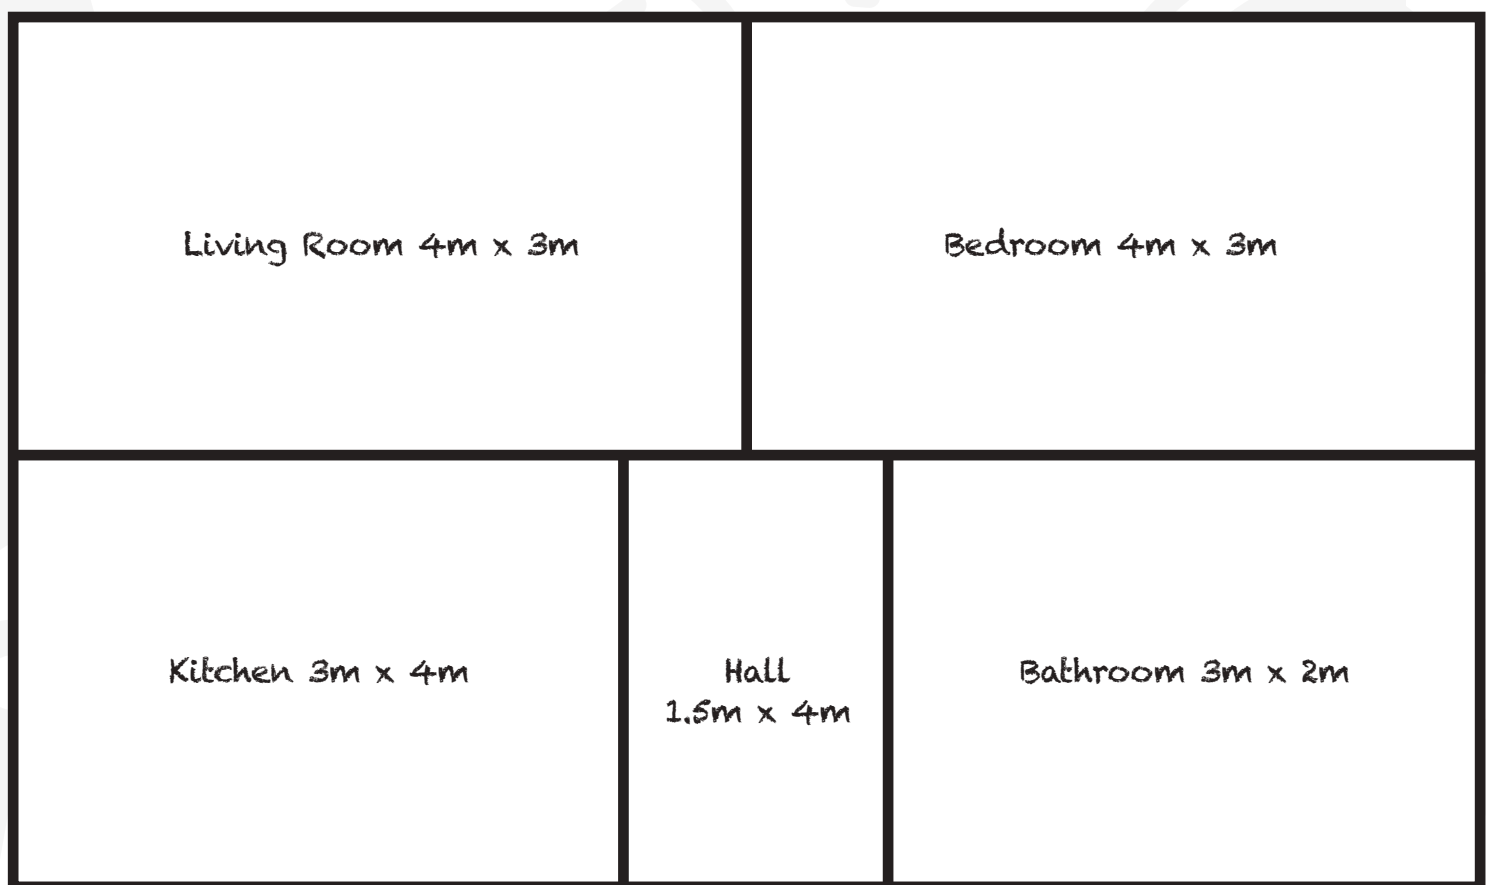 Living Room 4m x 3m
Bedroom 4m x 3m
Kitchen 3m x 4m
Hall
1.5m x 4m
Bathroom 3m x 2m